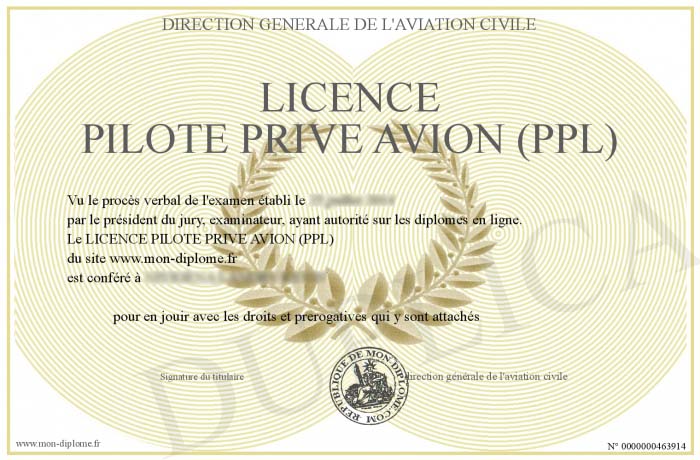 DIRECTION GENERALE DE L'AVIATION CIVILE
LICENCE
PILOTE PRIVE AVION (PPL)
Vu le procès verbal de l'examen établi le
par le président du jury, examinateur, ayant autorité sur les diplomes en ligne.
Le LICENCE PILOTE PRIVE AVION (PPL)
du site www.mon-diplome.fr
est conféré à
pour en jouir avec les droits et prerogatives qui y sont attachés
Signature du titulaire
direction générale de l'aviation civile
REPUBLIQUE DE MON-DIPLOME.COM
www.mon-diplome.fr
N° 0000000463914
DUPLICATA